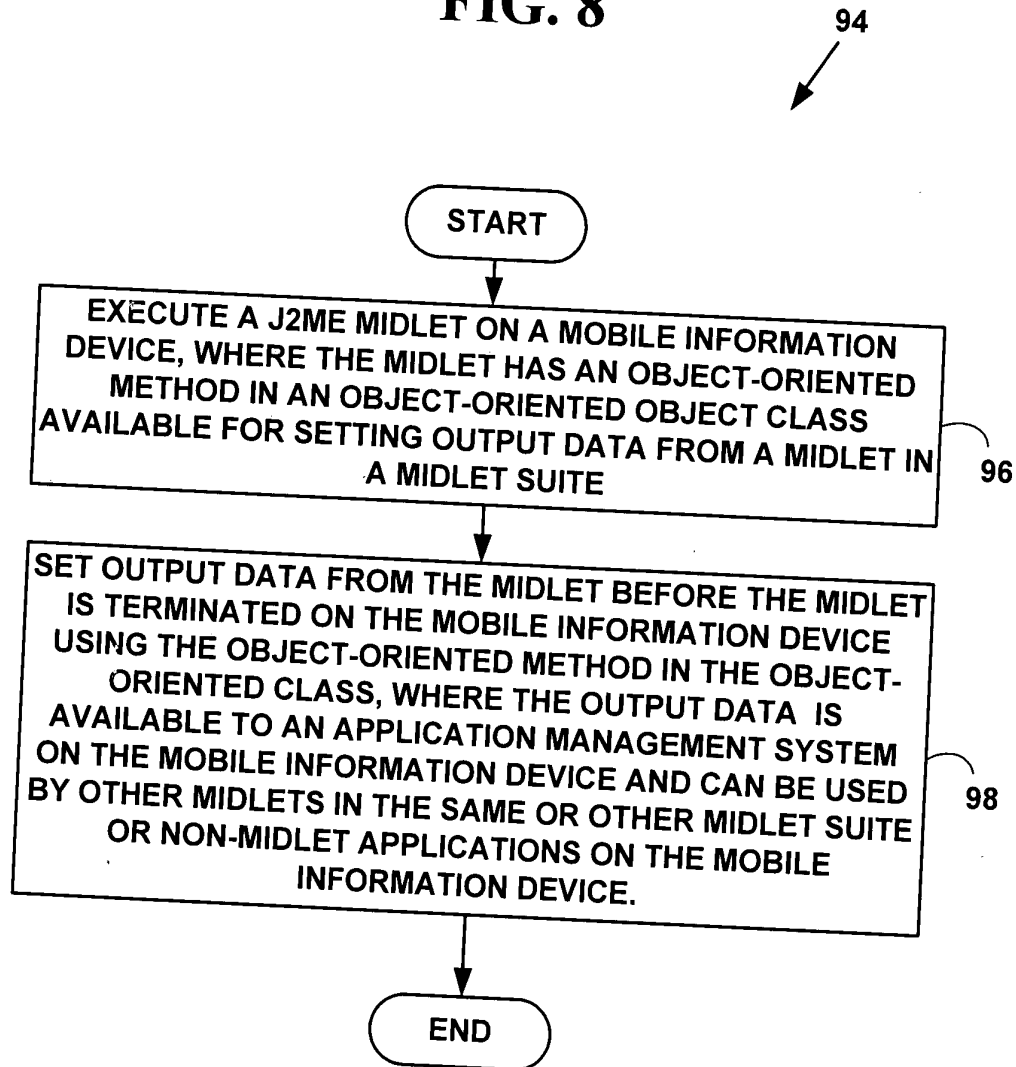 FIG. 8
94
START
EXECUTE A J2ME MIDLET ON A MOBILE INFORMATION
DEVICE, WHERE THE MIDLET HAS AN OBJECT-ORIENTED
METHOD IN AN OBJECT-ORIENTED OBJECT CLASS
AVAILABLE FOR SETTING OUTPUT DATA FROM A MIDLET IN
A MIDLET SUITE
96
SET OUTPUT DATA FROM THE MIDLET BEFORE THE MIDLET
IS TERMINATED ON THE MOBILE INFORMATION DEVICE
USING THE OBJECT-ORIENTED METHOD IN THE OBJECT-
ORIENTED CLASS, WHERE THE OUTPUT DATA IS
AVAILABLE TO AN APPLICATION MANAGEMENT SYSTEM
ON THE MOBILE INFORMATION DEVICE AND CAN BE USED
BY OTHER MIDLETS IN THE SAME OR OTHER MIDLET SUITE
OR NON-MIDLET APPLICATIONS ON THE MOBILE
INFORMATION DEVICE.
98
END